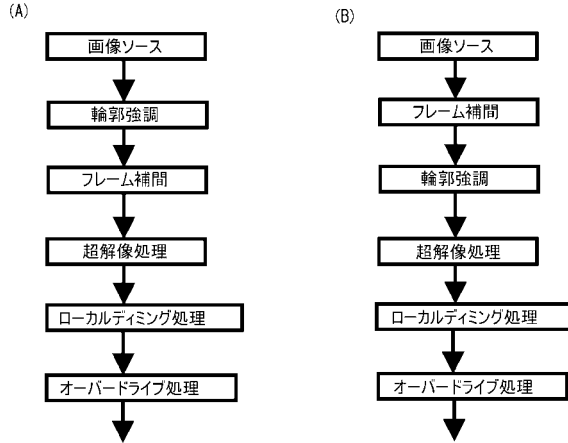 (A)
画像ソース
輪郭強調
フレーム補間
超解像処理
ローカルディミング処理
オーバードライブ処理
(B)
画像ソース
フレーム補間
輪郭強調
超解像処理
ローカルディミング処理
オーバードライブ処理